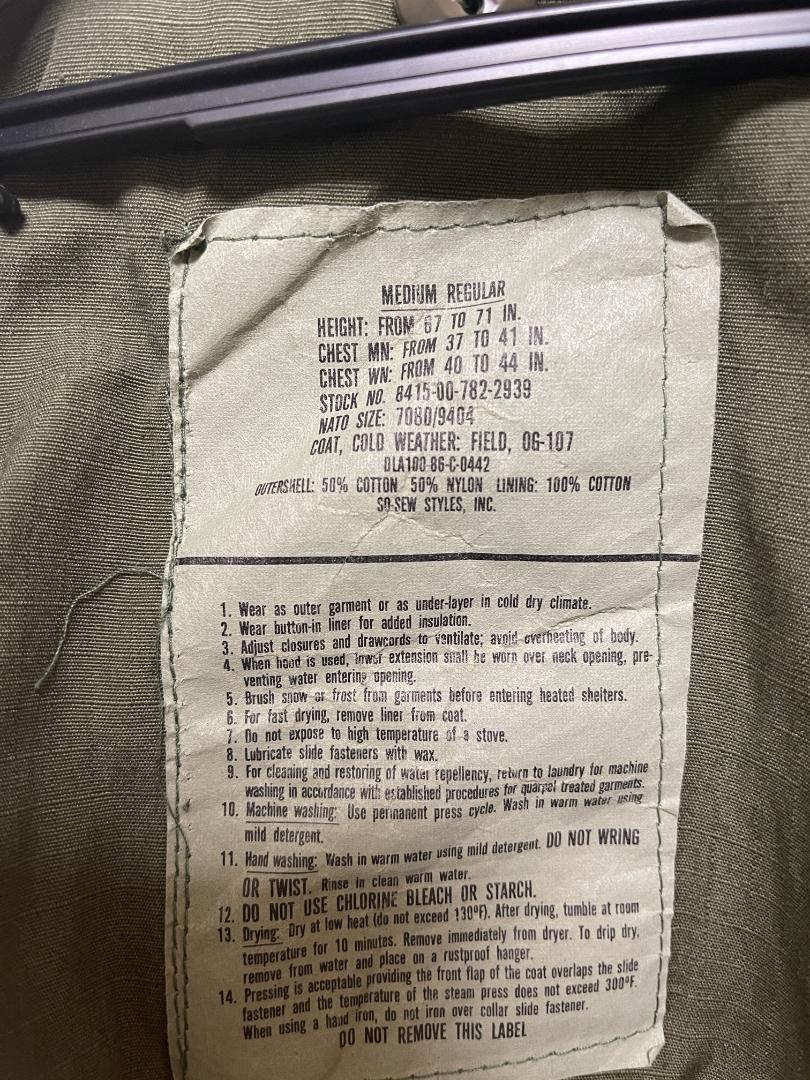 MEDIUM REGULAR
HEIGHT: FROM 67 TO 71 IN.
CHEST MN: FROM 37 TO 41 IN.
CHEST WN: FROM 40 TO 44 IN.
STOCK NO. 8415-00-782-2939
NATO SIZE: 7080/9404
COAT, COLD WEATHER: FIELD, OG-107
DLA100-86-C-0442
OUTERSHELL: 50% COTTON 50% NYLON LINING: 100% COTTON
SO-SEW STYLES, INC.
1. Wear as outer garment or as under-layer in cold dry climate.
2. Wear button-in liner for added insulation.
3. Adjust closures and drawcords to ventilate; avoid overheating of body.
4. When hood is used, lower extension shall be worn over neck opening, pre-
venting water entering opening.
5. Brush snow or frost from garments before entering heated shelters.
6. For fast drying, remove liner from coat.
7. Do not expose to high temperature of a stove.
8. Lubricate slide fasteners with wax.
9. For cleaning and restoring of water repellency, return to laundry for machine
washing in accordance with established procedures for quarpel treated garments.
10. Machine washing: Use permanent press cycle. Wash in warm water using
mild detergent.
11. Hand washing: Wash in warm water using mild detergent. DO NOT WRING
OR TWIST. Rinse in clean warm water.
12. DO NOT USE CHLORINE BLEACH OR STARCH.
13. Drying: Dry at low heat (do not exceed 130ºF). After drying, tumble at room
temperature for 10 minutes. Remove immediately from dryer. To drip dry,
remove from water and place on a rustproof hanger.
14. Pressing is acceptable providing the front flap of the coat overlaps the slide
fastener and the temperature of the steam press does not exceed 300ºF.
When using a hand iron, do not iron over collar slide fastener.
DO NOT REMOVE THIS LABEL